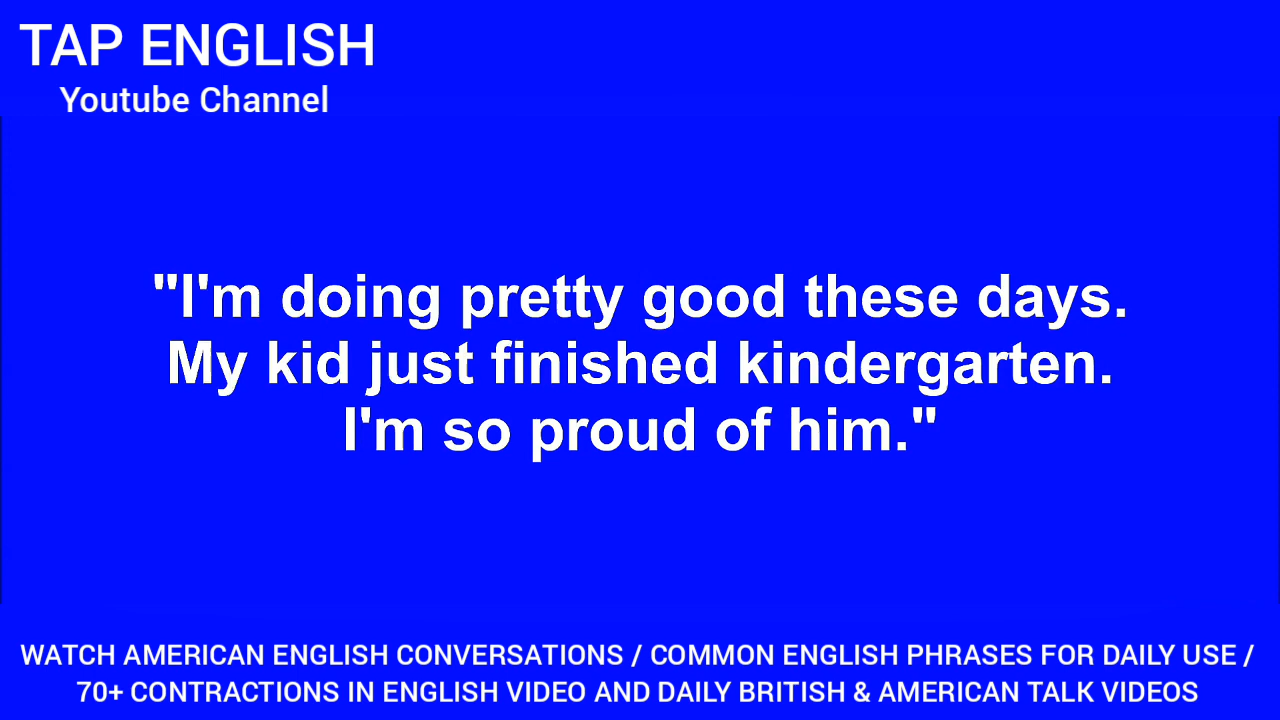 TAP ENGLISH
Youtube Channel
"I'm doing pretty good these days.
My kid just finished kindergarten.
I'm so proud of him."
WATCH AMERICAN ENGLISH CONVERSATIONS / COMMON ENGLISH PHRASES FOR DAILY USE /
70+ CONTRACTIONS IN ENGLISH VIDEO AND DAILY BRITISH & AMERICAN TALK VIDEOS